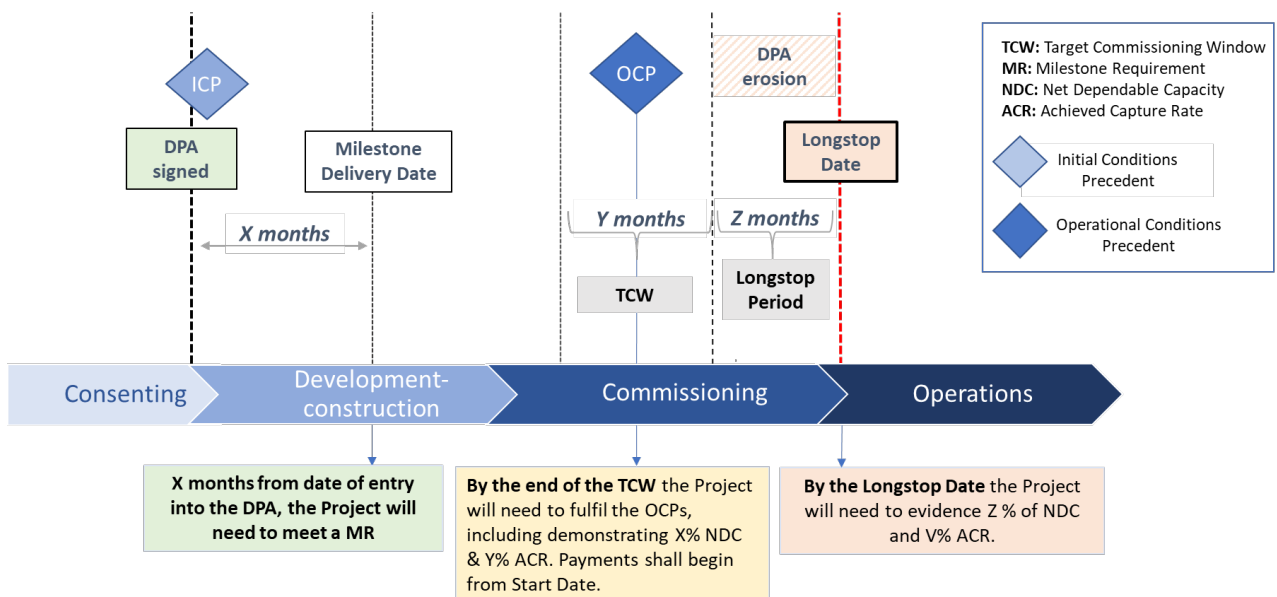 ICP
DPA
signed
Milestone
Delivery Date
OCP
DPA
erosion
Longstop
Date
X months
Y months
Z months
TCW
Longstop
Period
TCW: Target Commissioning Window
MR: Milestone Requirement
NDC: Net Dependable Capacity
ACR: Achieved Capture Rate
Initial Conditions
Precedent
Operational Conditions
Precedent
Consenting
Development-
construction
Commissioning
Operations
X months from date of entry
into the DPA, the Project will
need to meet a MR
By the end of the TCW the Project
will need to fulfil the OCPs,
including demonstrating X% NDC
& Y% ACR. Payments shall begin
from Start Date.
By the Longstop Date the Project
will need to evidence Z % of NDC
and V% ACR.